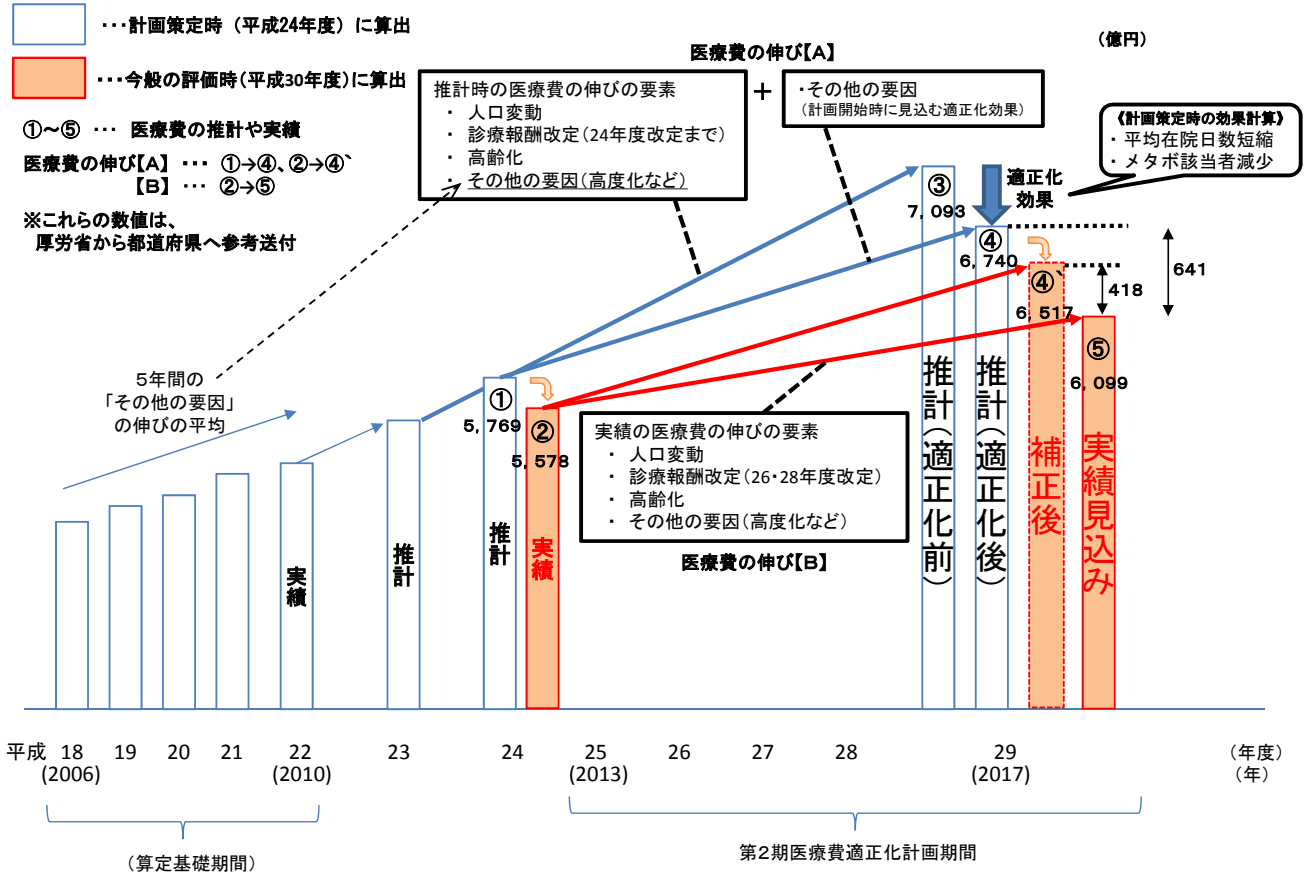 ･･･計画策定時（平成24年度）に算出
･･･今般の評価時（平成30年度）に算出
①～⑤ ･･･ 医療費の推計や実績
医療費の伸び【A】 ･･･ ①→④、②→④`
【B】 ･･･ ②→⑤
※これらの数値は、
厚労省から都道府県へ参考送付
(億円)
医療費の伸び【A】
推計時の医療費の伸びの要素
・ 人口変動
・ 診療報酬改定（24年度改定まで）
・ 高齢化
・ その他の要因（高度化など）
＋
・その他の要因
（計画開始時に見込む適正化効果）
《計画策定時の効果計算》
・ 平均在院日数短縮
・ メタボ該当者減少
適正化
効果
③
7，093
④
6，740
④`
6，517
⑤
6，099
418
641
5年間の
「その他の要因」
の伸びの平均
①
5，769
②
5，578
実績の医療費の伸びの要素
・ 人口変動
・ 診療報酬改定（26・28年度改定）
・ 高齢化
・ その他の要因（高度化など）
医療費の伸び【B】
実績
推計
推計
実績
推計（適正化前）
推計（適正化後）
補正後
実績見込み
平成 18 19 20 21 22 23 24 25 26 27 28 29 (年度)
(2006) (2010) (2013) (2017) (年)
（算定基礎期間）
第2期医療費適正化計画期間